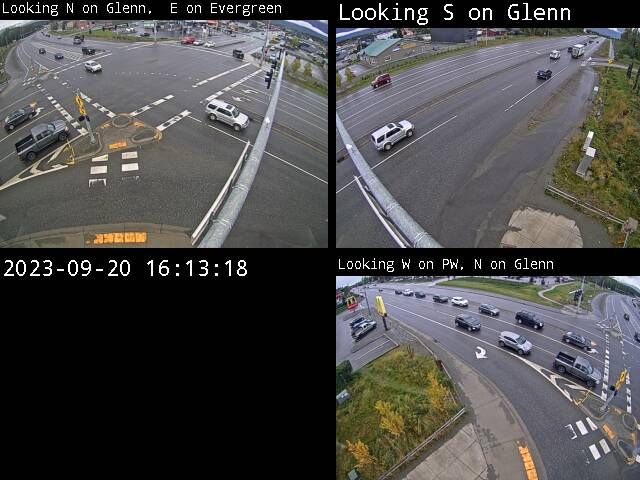 Looking N on Glenn, E on Evergreen
Looking S on Glenn
2023-09-20 16:13:18
Looking W on PW, N on Glenn